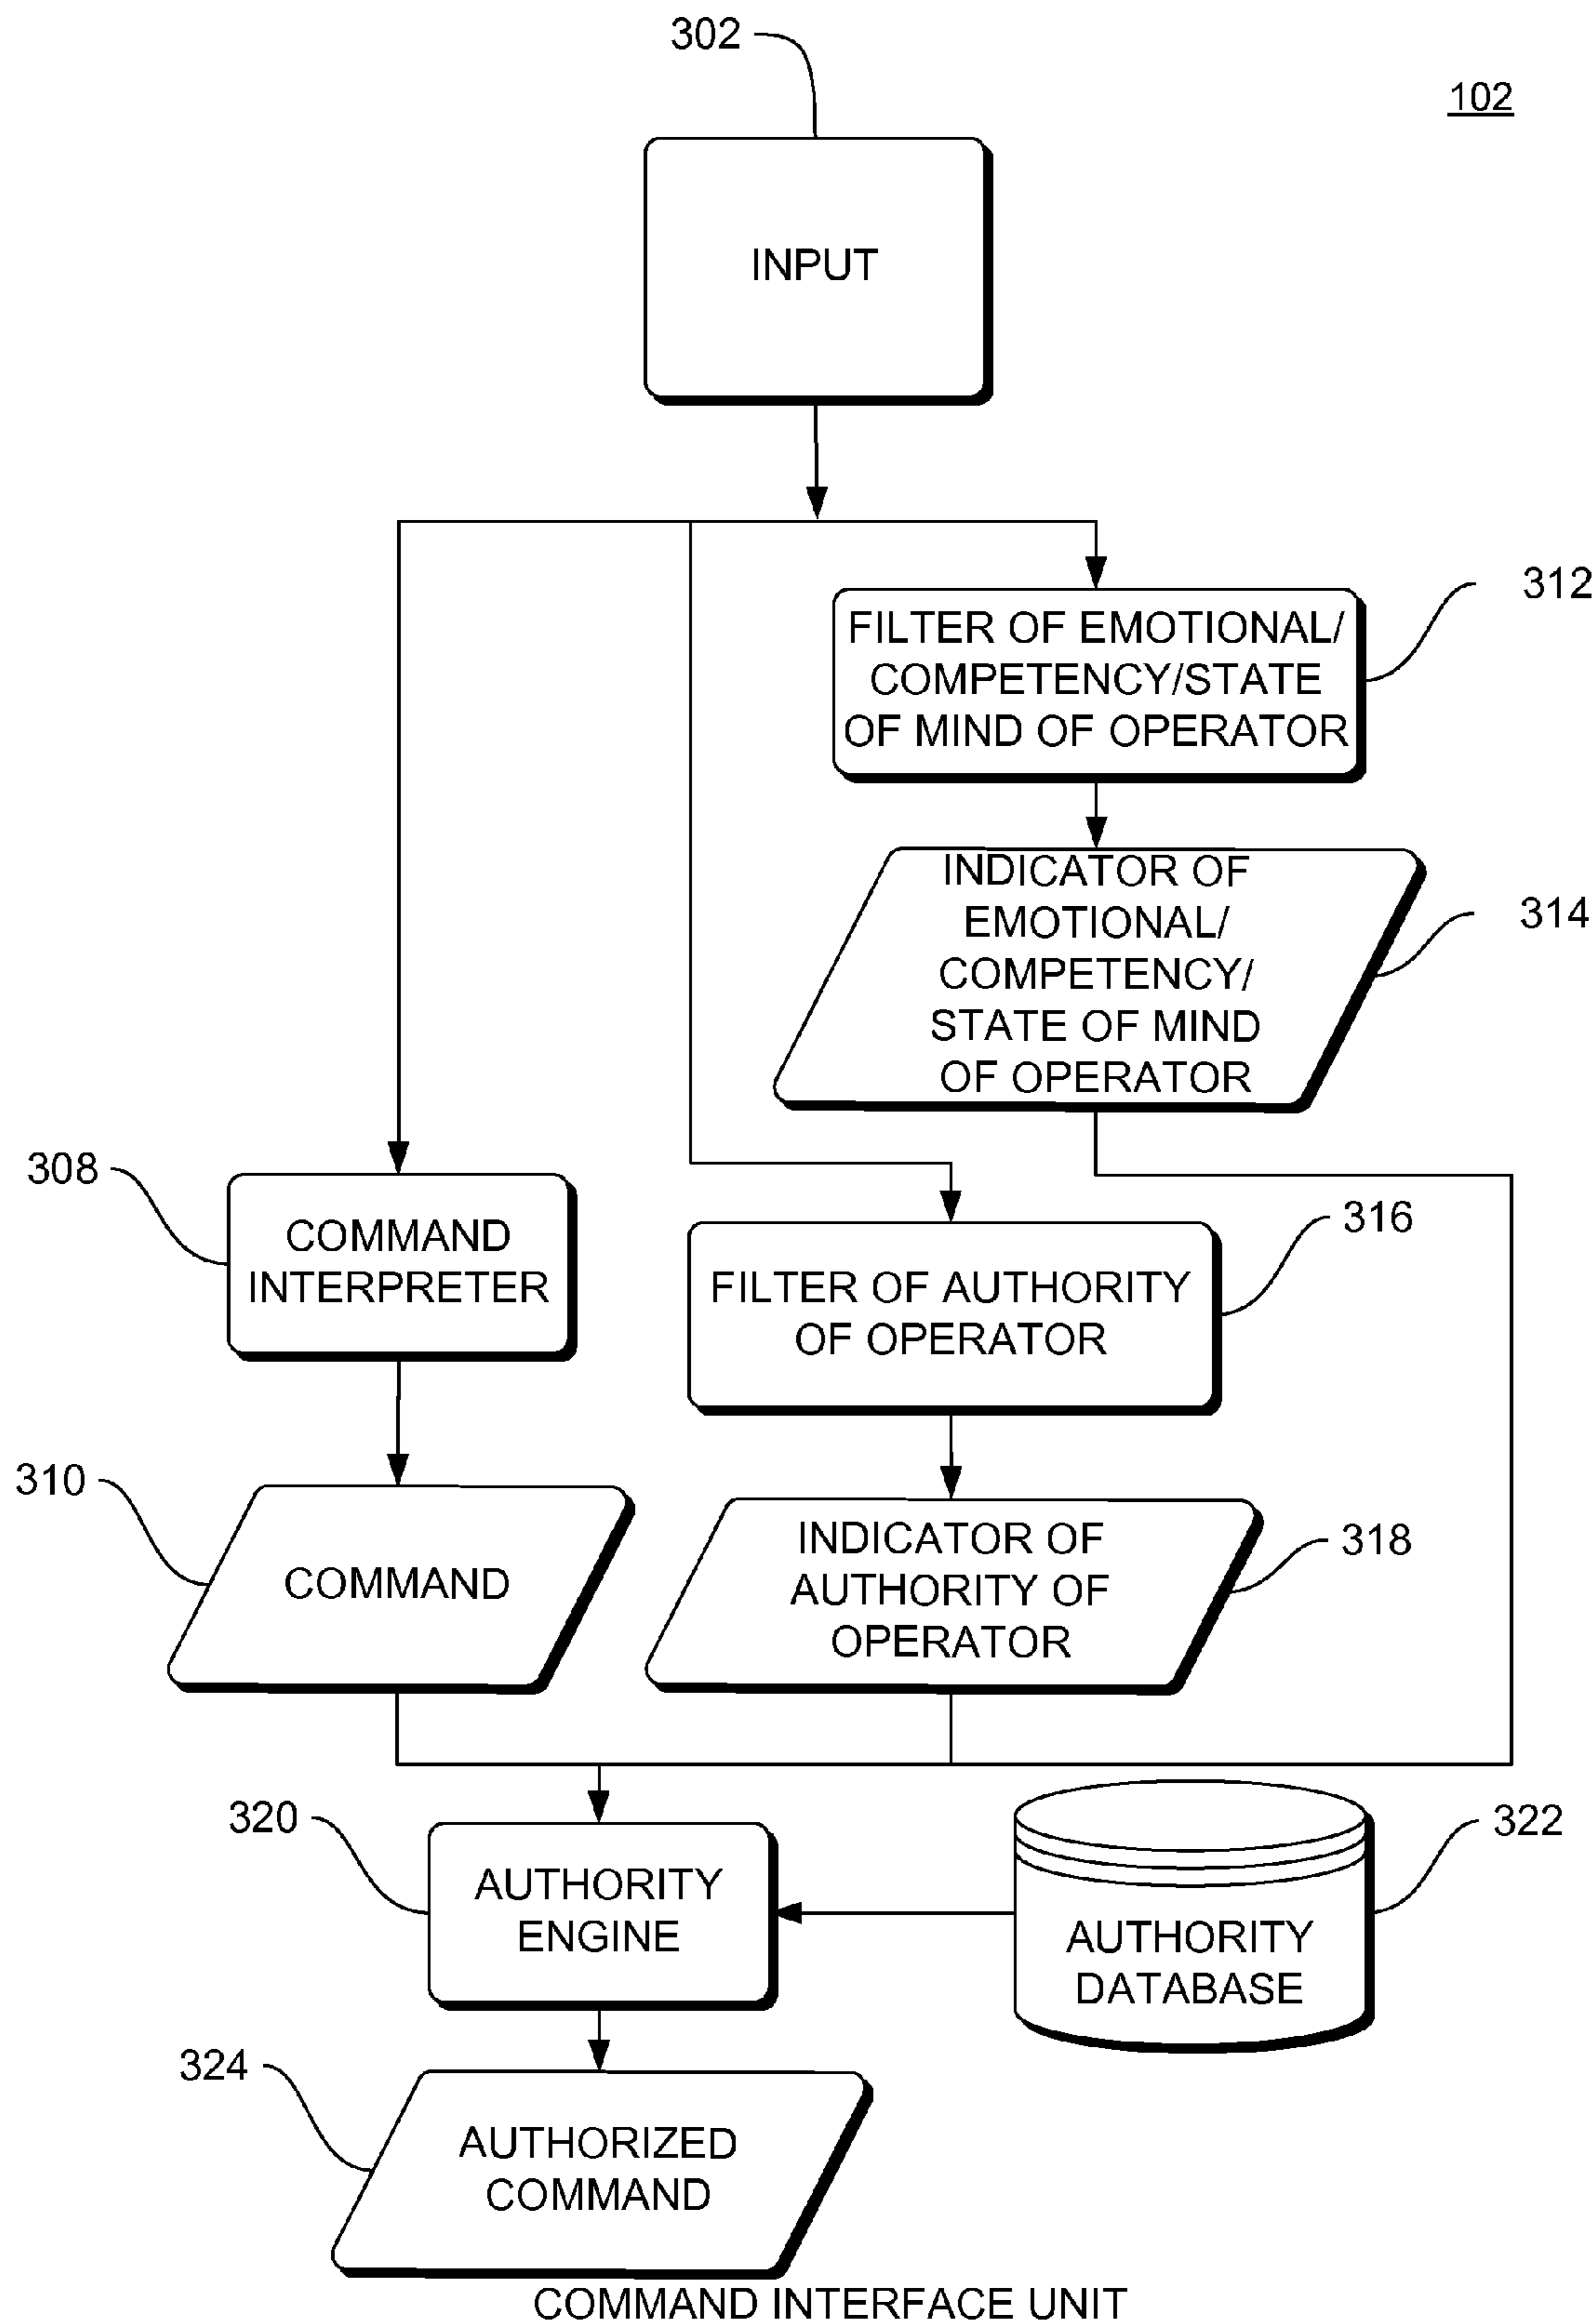 302
102
INPUT
312
FILTER OF EMOTIONAL/
COMPETENCY/STATE
OF MIND OF OPERATOR
314
INDICATOR OF
EMOTIONAL/
COMPETENCY/
STATE OF MIND
OF OPERATOR
308
COMMAND
INTERPRETER
316
FILTER OF AUTHORITY
OF OPERATOR
310
COMMAND
318
INDICATOR OF
AUTHORITY OF
OPERATOR
320
AUTHORITY
ENGINE
322
AUTHORITY
DATABASE
324
AUTHORIZED
COMMAND
COMMAND INTERFACE UNIT